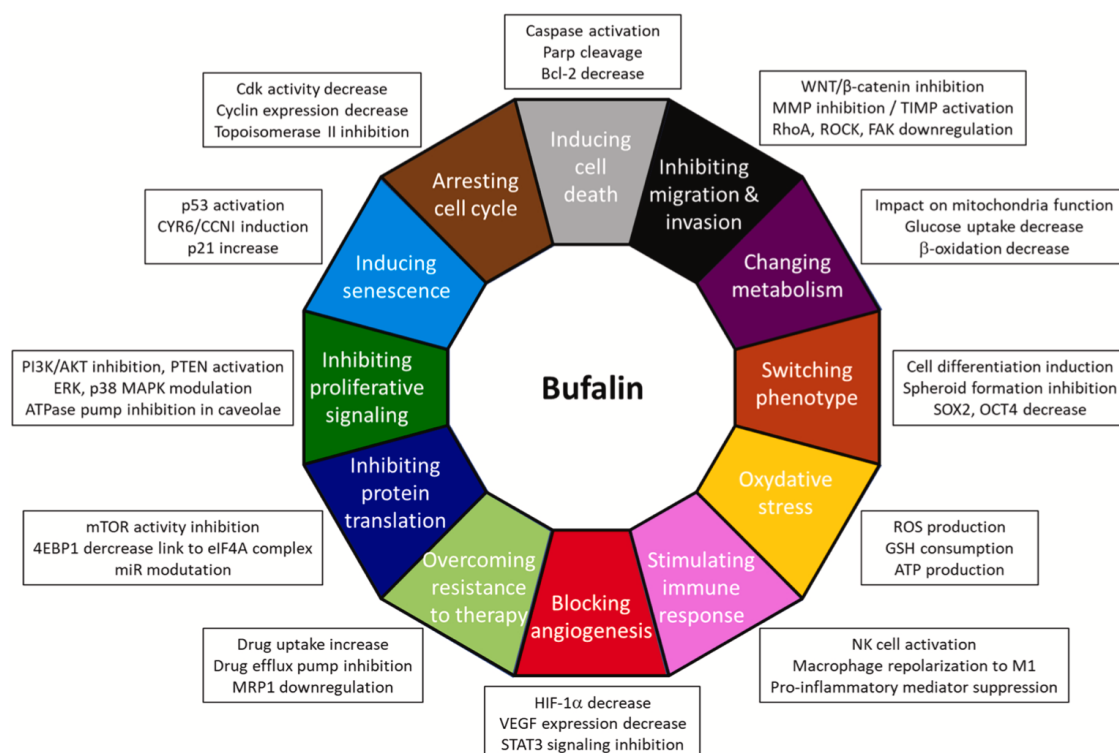 Caspase activation
Parp cleavage
Bcl-2 decrease
Cdk activity decrease
Cyclin expression decrease
Topoisomerase II inhibition
WNT/β-catenin inhibition
MMP inhibition / TIMP activation
RhoA, ROCK, FAK downregulation
Inducing
cell
death
Arresting
cell cycle
Inhibiting
migration &
invasion
p53 activation
CYR6/CCNI induction
p21 increase
Impact on mitochondria function
Glucose uptake decrease
β-oxidation decrease
Inducing
senescence
Changing
metabolism
PI3K/AKT inhibition, PTEN activation
ERK, p38 MAPK modulation
ATPase pump inhibition in caveolae
Inhibiting
proliferative
signaling
Bufalin
Switching
phenotype
Cell differentiation induction
Spheroid formation inhibition
SOX2, OCT4 decrease
Inhibiting
protein
translation
Oxydative
stress
mTOR activity inhibition
4EBP1 dercrease link to eIF4A complex
miR modutation
ROS production
GSH consumption
ATP production
Overcoming
resistance
to therapy
Blocking
angiogenesis
Stimulating
immune
response
Drug uptake increase
Drug efflux pump inhibition
MRP1 downregulation
NK cell activation
Macrophage repolarization to M1
Pro-inflammatory mediator suppression
HIF-1α decrease
VEGF expression decrease
STAT3 signaling inhibition